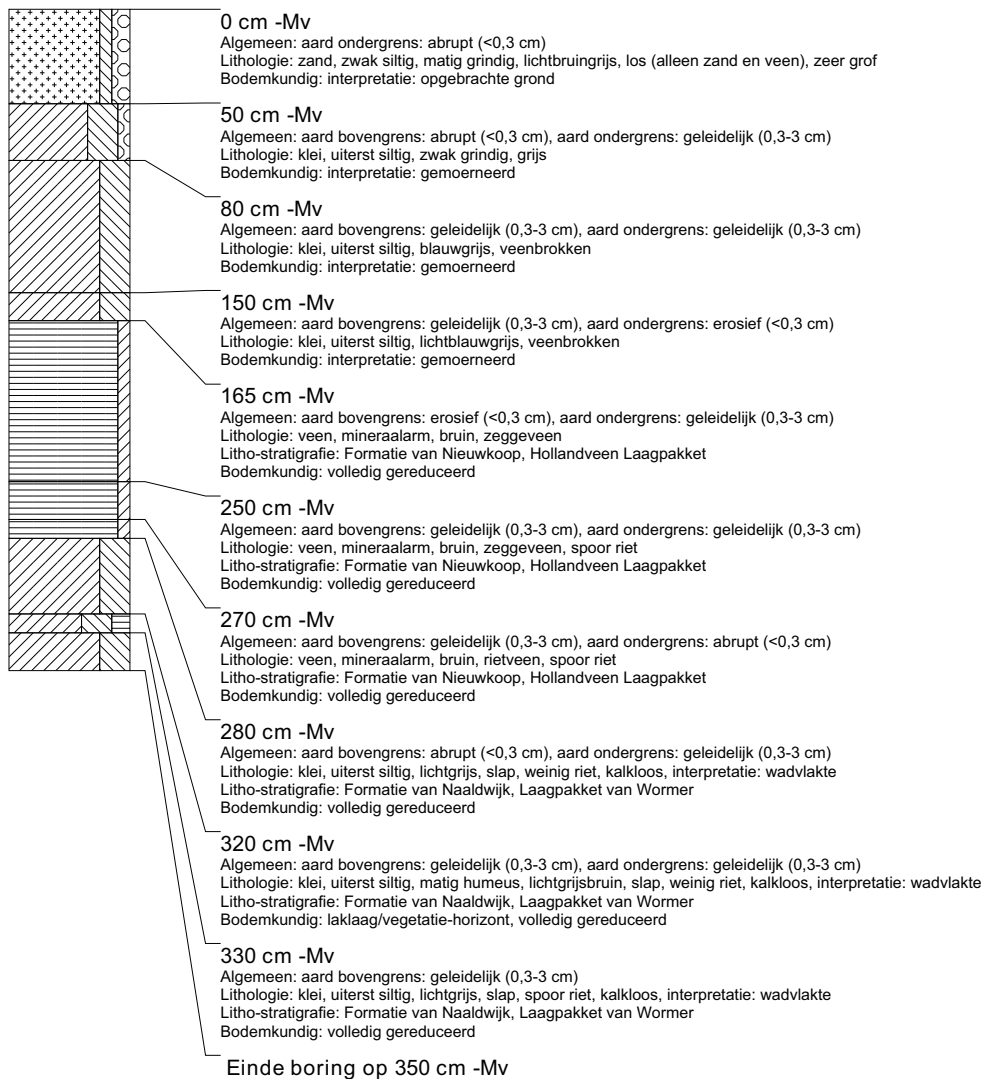 0 cm -Mv
Algemeen: aard ondergrens: abrupt (<0,3 cm)
Lithologie: zand, zwak siltig, matig grindig, lichtbruingrijs, los (alleen zand en veen), zeer grof
Bodemkundig: interpretatie: opgebrachte grond
50 cm -Mv
Algemeen: aard bovengrens: abrupt (<0,3 cm), aard ondergrens: geleidelijk (0,3-3 cm)
Lithologie: klei, uiterst siltig, zwak grindig, grijs
Bodemkundig: interpretatie: gemoerneerd
80 cm -Mv
Algemeen: aard bovengrens: geleidelijk (0,3-3 cm), aard ondergrens: geleidelijk (0,3-3 cm)
Lithologie: klei, uiterst siltig, blauwgrijs, veenbrokken
Bodemkundig: interpretatie: gemoerneerd
150 cm -Mv
Algemeen: aard bovengrens: geleidelijk (0,3-3 cm), aard ondergrens: erosief (<0,3 cm)
Lithologie: klei, uiterst siltig, lichtblauwgrijs, veenbrokken
Bodemkundig: interpretatie: gemoerneerd
165 cm -Mv
Algemeen: aard bovengrens: erosief (<0,3 cm), aard ondergrens: geleidelijk (0,3-3 cm)
Lithologie: veen, mineraalarm, bruin, zeggeveen
Litho-stratigrafie: Formatie van Nieuwkoop, Hollandveen Laagpakket
Bodemkundig: volledig gereduceerd
250 cm -Mv
Algemeen: aard bovengrens: geleidelijk (0,3-3 cm), aard ondergrens: geleidelijk (0,3-3 cm)
Lithologie: veen, mineraalarm, bruin, zeggeveen, spoor riet
Litho-stratigrafie: Formatie van Nieuwkoop, Hollandveen Laagpakket
Bodemkundig: volledig gereduceerd
270 cm -Mv
Algemeen: aard bovengrens: geleidelijk (0,3-3 cm), aard ondergrens: abrupt (<0,3 cm)
Lithologie: veen, mineraalarm, bruin, rietveen, spoor riet
Litho-stratigrafie: Formatie van Nieuwkoop, Hollandveen Laagpakket
Bodemkundig: volledig gereduceerd
280 cm -Mv
Algemeen: aard bovengrens: abrupt (<0,3 cm), aard ondergrens: geleidelijk (0,3-3 cm)
Lithologie: klei, uiterst siltig, lichtgrijs, slap, weinig riet, kalkloos, interpretatie: wadvlakte
Litho-stratigrafie: Formatie van Naaldwijk, Laagpakket van Wormer
Bodemkundig: volledig gereduceerd
320 cm -Mv
Algemeen: aard bovengrens: geleidelijk (0,3-3 cm), aard ondergrens: geleidelijk (0,3-3 cm)
Lithologie: klei, uiterst siltig, matig humeus, lichtgrijsbruin, slap, weinig riet, kalkloos, interpretatie: wadvlakte
Litho-stratigrafie: Formatie van Naaldwijk, Laagpakket van Wormer
Bodemkundig: laklaag/vegetatie-horizont, volledig gereduceerd
330 cm -Mv
Algemeen: aard bovengrens: geleidelijk (0,3-3 cm)
Lithologie: klei, uiterst siltig, lichtgrijs, slap, spoor riet, kalkloos, interpretatie: wadvlakte
Litho-stratigrafie: Formatie van Naaldwijk, Laagpakket van Wormer
Bodemkundig: volledig gereduceerd
Einde boring op 350 cm -Mv